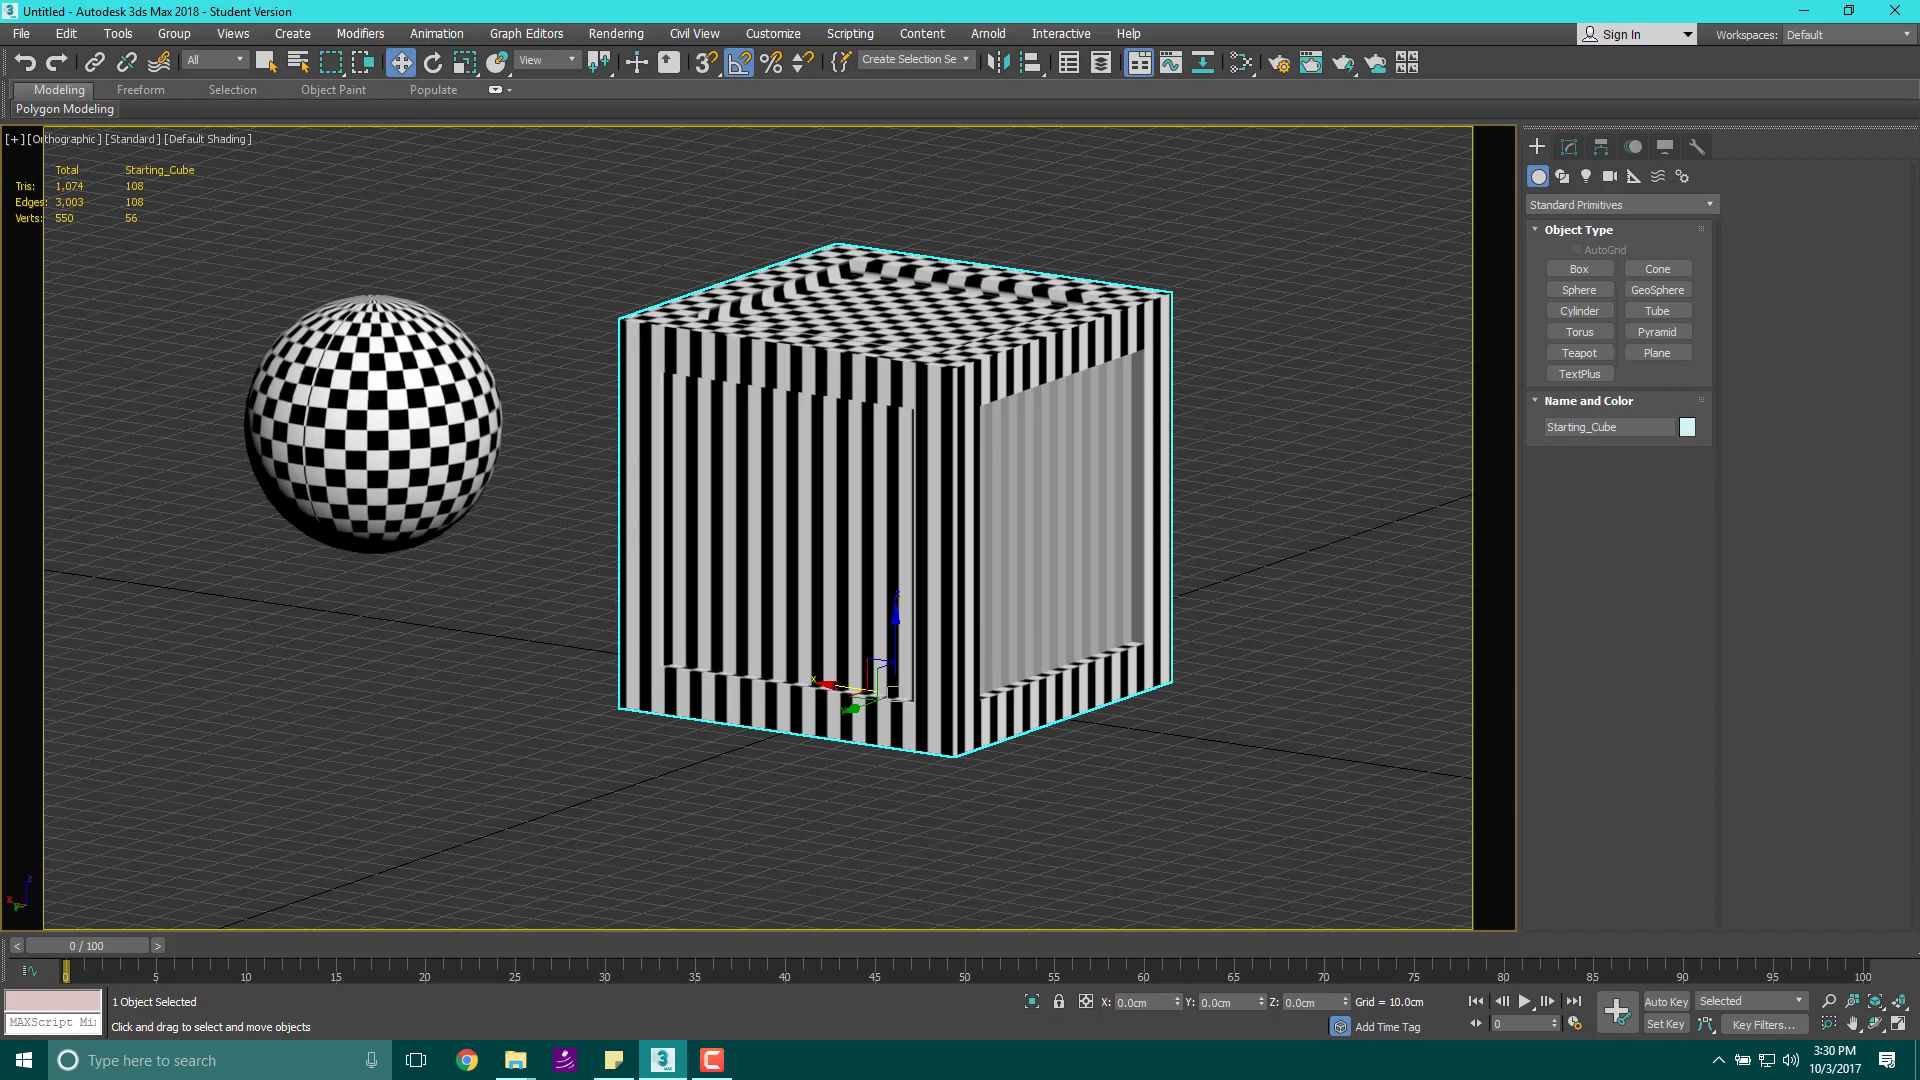 Untitled - Autodesk 3ds Max 2018 - Student Version
File Edit Tools Group Views Create Modifiers Animation Graph Editors Rendering Civil View Customize Scripting Content Arnold Interactive Help
Sign In
Workspaces: Default
All
View
Create Selection Se
Modeling Freeform Selection Object Paint Populate
Polygon Modeling
[+] [Orthographic] [Standard] [Default Shading]
Total Starting_Cube
Tris: 1,074 108
Edges: 3,003 108
Verts: 550 56
Standard Primitives
Object Type
AutoGrid
Box Cone
Sphere GeoSphere
Cylinder Tube
Torus Pyramid
Teapot Plane
TextPlus
Name and Color
Starting_Cube
z
x
y
z
x
y
< 0 / 100 >
0 5 10 15 20 25 30 35 40 45 50 55 60 65 70 75 80 85 90 95 100
1 Object Selected
X: 0.0cm Y: 0.0cm Z: 0.0cm Grid = 10.0cm
Auto Key Selected
MAXScript Mi
Click and drag to select and move objects
Add Time Tag
0
Set Key Key Filters...
Type here to search
3:30 PM
10/3/2017